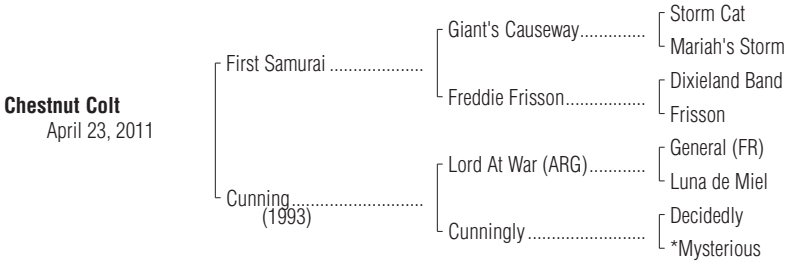 Chestnut Colt
April 23, 2011
First Samurai ....................
Cunning............................
(1993)
Giant's Causeway..............
Freddie Frisson.................
Lord At War (ARG)............
Cunningly .........................
Storm Cat
Mariah's Storm
Dixieland Band
Frisson
General (FR)
Luna de Miel
Decidedly
*Mysterious